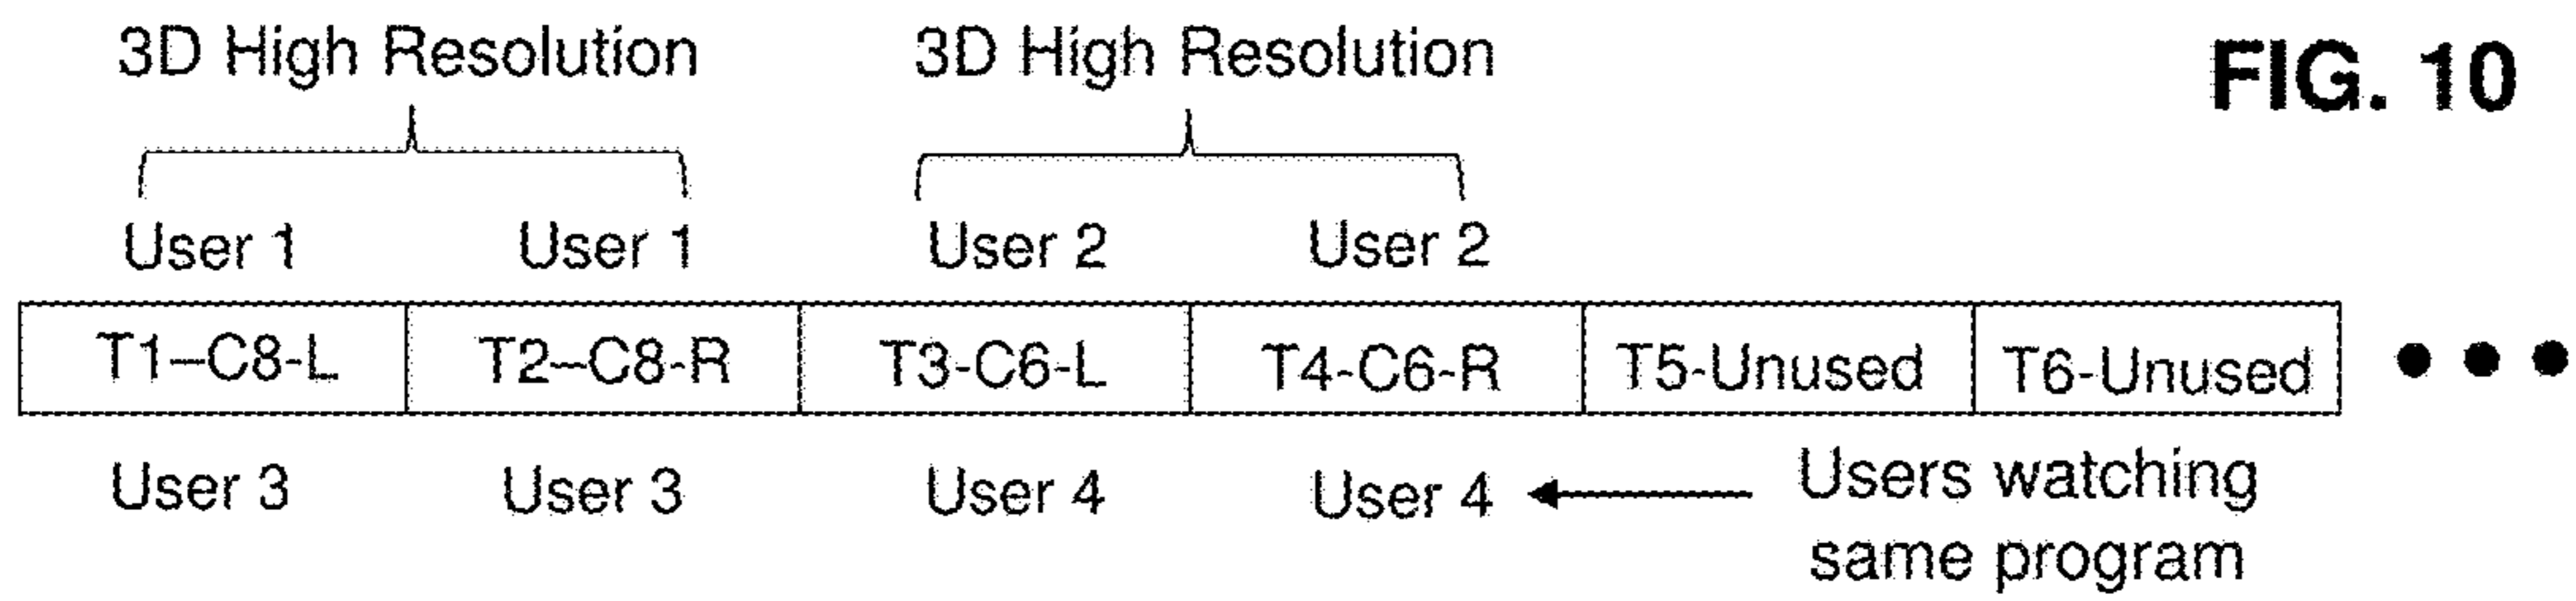 3D High Resolution 3D High Resolution FIG. 10
User 1 User 1 User 2 User 2
T1–C8-L T2–C8-R T3-C6-L T4-C6-R T5-Unused T6-Unused •••
User 3 User 3 User 4 User 4 Users watching
same program